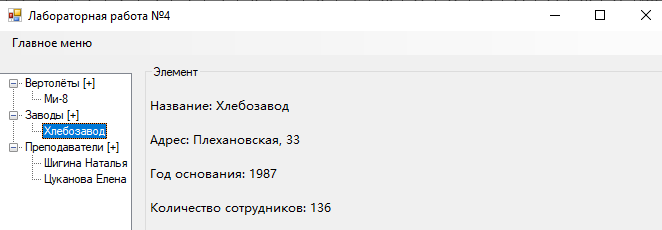 Лабораторная работа №4
Главное меню
Вертолёты [+]
Ми-8
Заводы [+]
Хлебозавод
Преподаватели [+]
Шигина Наталья
Цуканова Елена
Элемент
Название: Хлебозавод
Адрес: Плехановская, 33
Год основания: 1987
Количество сотрудников: 136